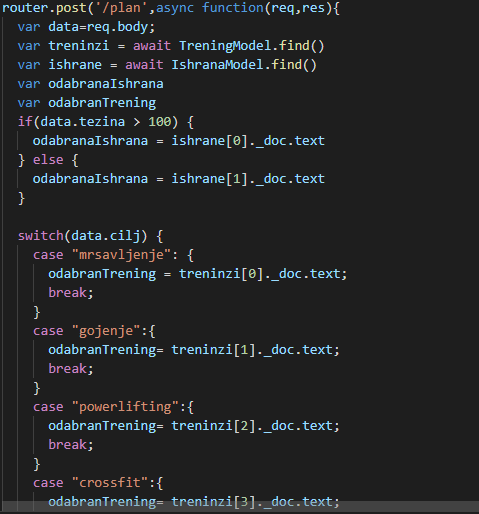 router.post('/plan',async function(req,res){
  var data=req.body;
  var treninzi = await TreningModel.find()
  var ishrane = await IshranaModel.find()
  var odabranaIshrana
  var odabranTrening
  if(data.tezina > 100) {
    odabranaIshrana = ishrane[0]._doc.text
  } else {
    odabranaIshrana = ishrane[1]._doc.text
  }
  switch(data.cilj) {
    case "mrsavljenje": {
      odabranTrening = treninzi[0]._doc.text;
      break;
    }
    case "gojenje":{
      odabranTrening= treninzi[1]._doc.text;
      break;
    }
    case "powerlifting":{
      odabranTrening= treninzi[2]._doc.text;
      break;
    }
    case "crossfit":{
      odabranTrening= treninzi[3]._doc.text;